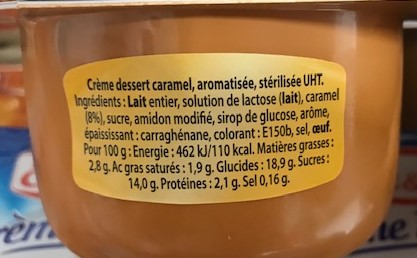 Crème dessert caramel, aromatisée, stérilisée UHT.
Ingrédients : Lait entier, solution de lactose (lait), caramel
(8%), sucre, amidon modifié, sirop de glucose, arôme,
épaississant : carraghénane, colorant : E150b, sel, œuf.
Pour 100 g : Energie : 462 kJ/110 kcal. Matières grasses :
2,8 g. Ac gras saturés : 1,9 g. Glucides : 18,9 g. Sucres :
14,0 g. Protéines : 2,1 g. Sel 0,16 g.